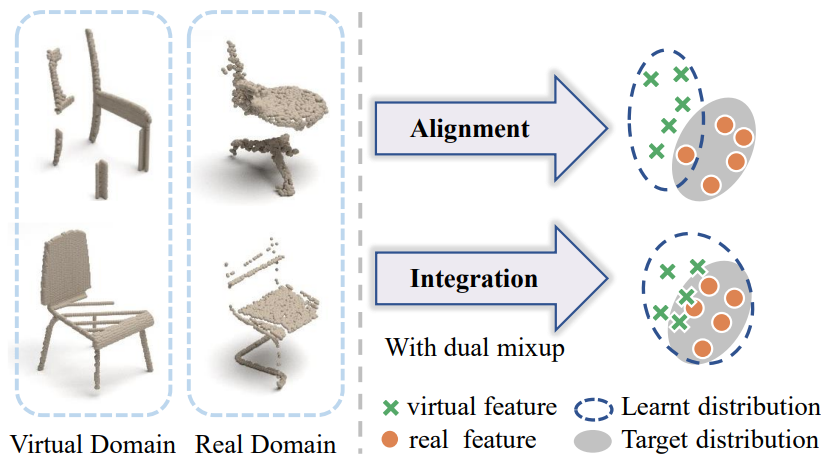 Alignment
Integration
With dual mixup
virtual feature
Learnt distribution
real feature
Target distribution
Virtual Domain
Real Domain